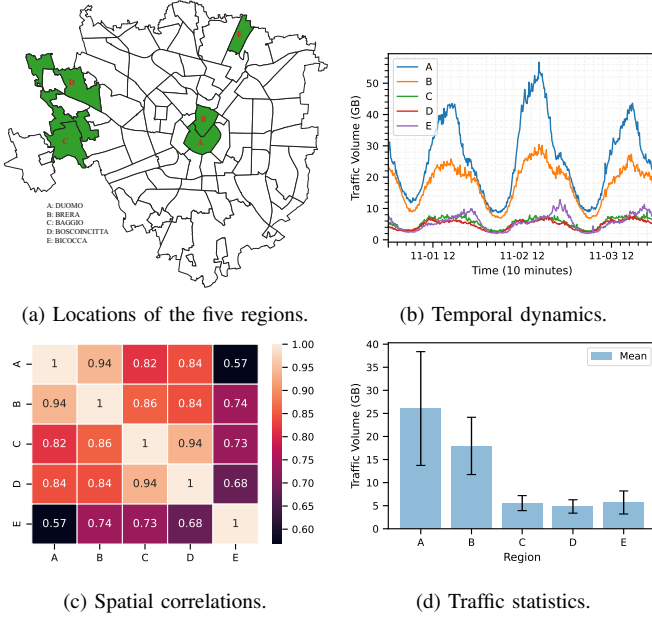 E
D
B
C
A
A: DUOMO
B: BRERA
C: BAGGIO
D: BOSCOINCITTA
E: BICOCCA
(a) Locations of the five regions.
A
B
C
D
E
50
40
30
20
10
0
Traffic Volume (GB)
11-01 12 11-02 12 11-03 12
Time (10 minutes)
(b) Temporal dynamics.
A 1 0.94 0.82 0.84 0.57
B 0.94 1 0.86 0.84 0.74
C 0.82 0.86 1 0.94 0.73
D 0.84 0.84 0.94 1 0.68
E 0.57 0.74 0.73 0.68 1
A B C D E
1.00
0.95
0.90
0.85
0.80
0.75
0.70
0.65
0.60
(c) Spatial correlations.
Mean
40
35
30
25
20
15
10
5
0
Traffic Volume (GB)
A B C D E
Region
(d) Traffic statistics.